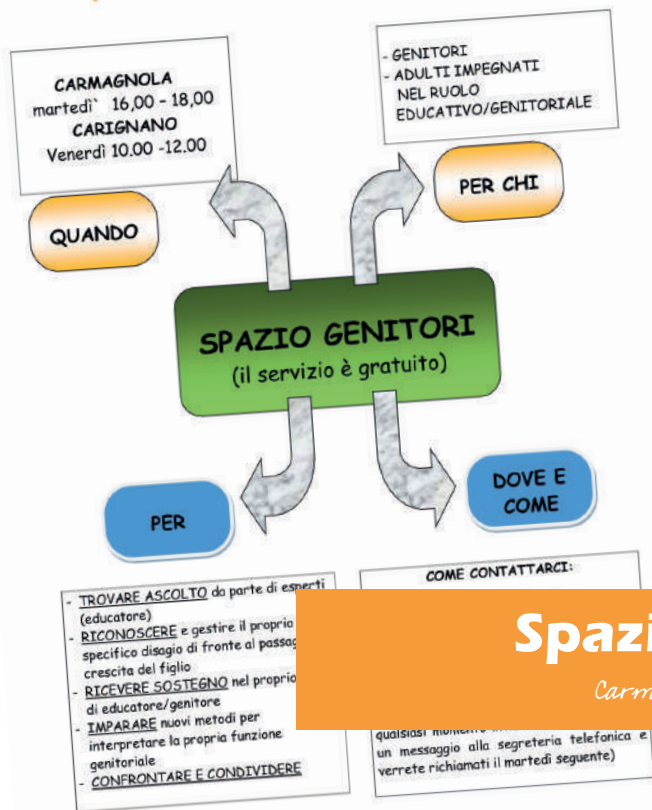 CARMAGNOLA
martedì` 16,00 - 18,00
CARIGNANO
Venerdì 10.00 -12.00
QUANDO
- GENITORI
- ADULTI IMPEGNATI
NEL RUOLO
EDUCATIVO/GENITORIALE
PER CHI
SPAZIO GENITORI
(il servizio è gratuito)
PER
DOVE E
COME
- TROVARE ASCOLTO da parte di esperti
(educatore)
- RICONOSCERE e gestire il proprio
specifico disagio di fronte al
crescita del figlio
- RICEVERE SOSTEGNO nel proprio
di educatore/genitore
- IMPARARE nuovi metodi per
interpretare la propria funzione
genitoriale
- CONFRONTARE E CONDIVIDERE
COME CONTATTARCI:
Spazi
Carm
qualsiasi momento
un messaggio alla segreteria telefonica e
verrete richiamati il martedì seguente)